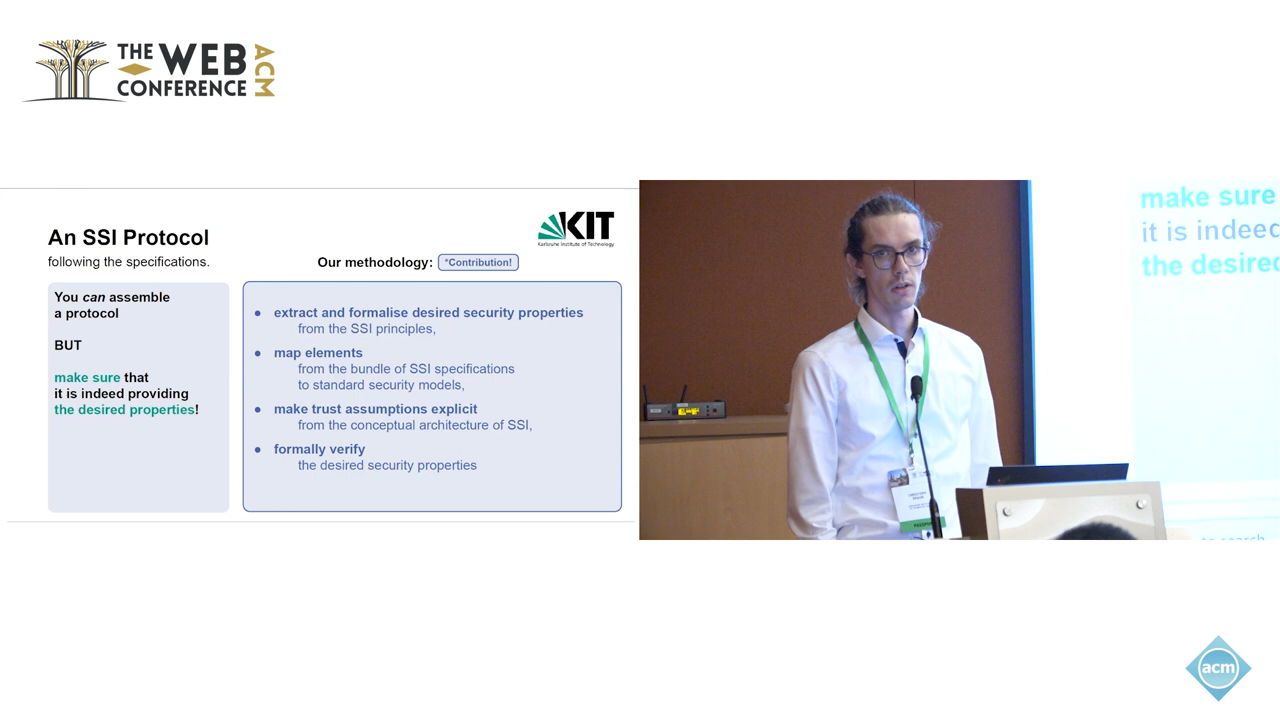 THE WEB
CONFERENCE
ACM
An SSI Protocol
following the specifications.
KIT
Karlsruhe Institute of Technology
Our methodology: *Contribution!
You can assemble
a protocol
BUT
make sure that
it is indeed providing
the desired properties!
● extract and formalise desired security properties
from the SSI principles,
● map elements
from the bundle of SSI specifications
to standard security models,
● make trust assumptions explicit
from the conceptual architecture of SSI,
● formally verify
the desired security properties
make sure
it is indeed
the desired
to search
acm